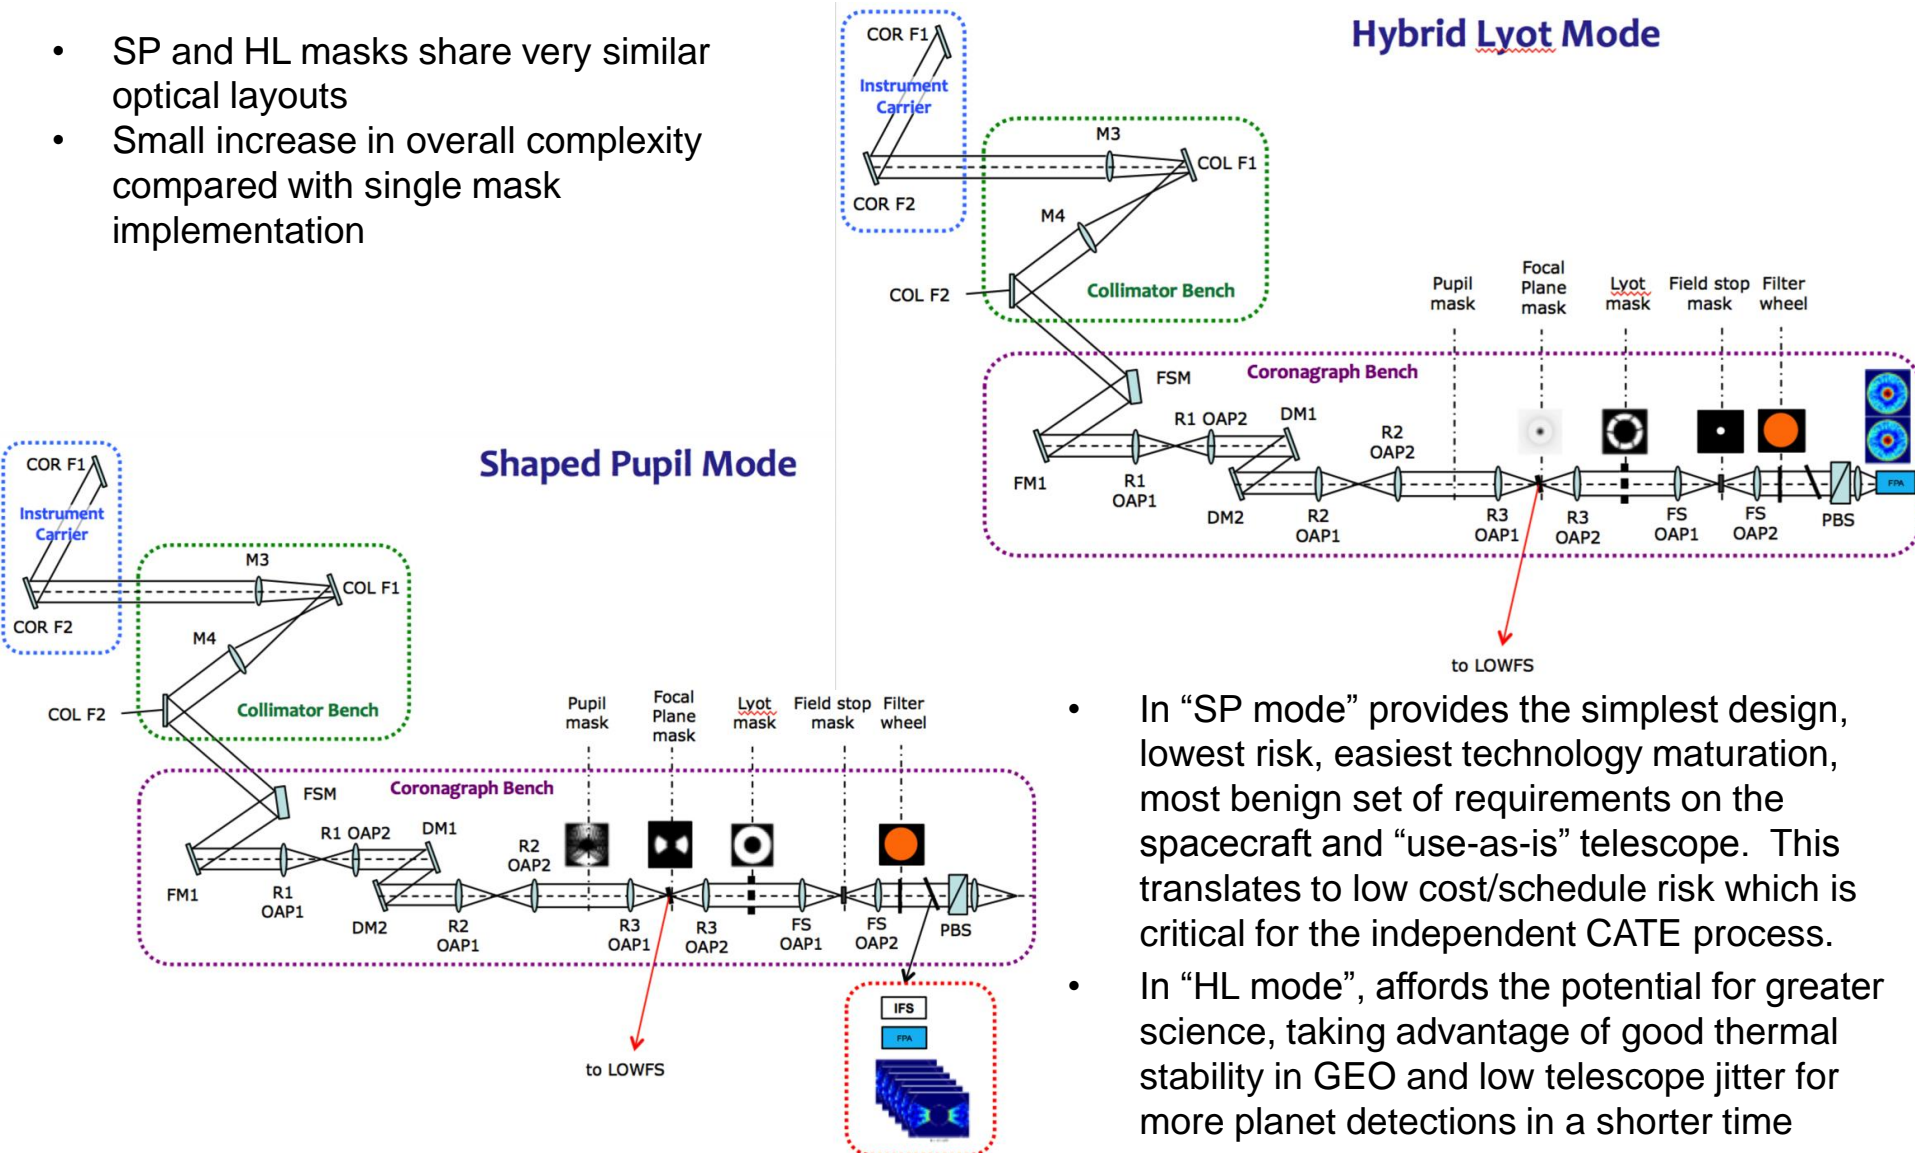 • SP and HL masks share very similar
optical layouts
• Small increase in overall complexity
compared with single mask
implementation
Hybrid Lyot Mode
COR F1
Instrument
Carrier
COR F2
M3
COL F1
M4
COL F2
Collimator Bench
Pupil
mask
Focal
Plane
mask
Lyot
mask
Field stop
mask
Filter
wheel
FSM
Coronagraph Bench
R1 OAP2
DM1
R2
OAP2
FM1
R1
OAP1
DM2
R2
OAP1
R3
OAP1
R3
OAP2
FS
OAP1
FS
OAP2
PBS
FPA
to LOWFS
Shaped Pupil Mode
COR F1
Instrument
Carrier
COR F2
M3
COL F1
M4
COL F2
Collimator Bench
Pupil
mask
Focal
Plane
mask
Lyot
mask
Field stop
mask
Filter
wheel
FSM
Coronagraph Bench
R1 OAP2
DM1
R2
OAP2
FM1
R1
OAP1
DM2
R2
OAP1
R3
OAP1
R3
OAP2
FS
OAP1
FS
OAP2
PBS
IFS
FPA
to LOWFS
• In “SP mode” provides the simplest design,
lowest risk, easiest technology maturation,
most benign set of requirements on the
spacecraft and “use-as-is” telescope. This
translates to low cost/schedule risk which is
critical for the independent CATE process.
• In “HL mode”, affords the potential for greater
science, taking advantage of good thermal
stability in GEO and low telescope jitter for
more planet detections in a shorter time